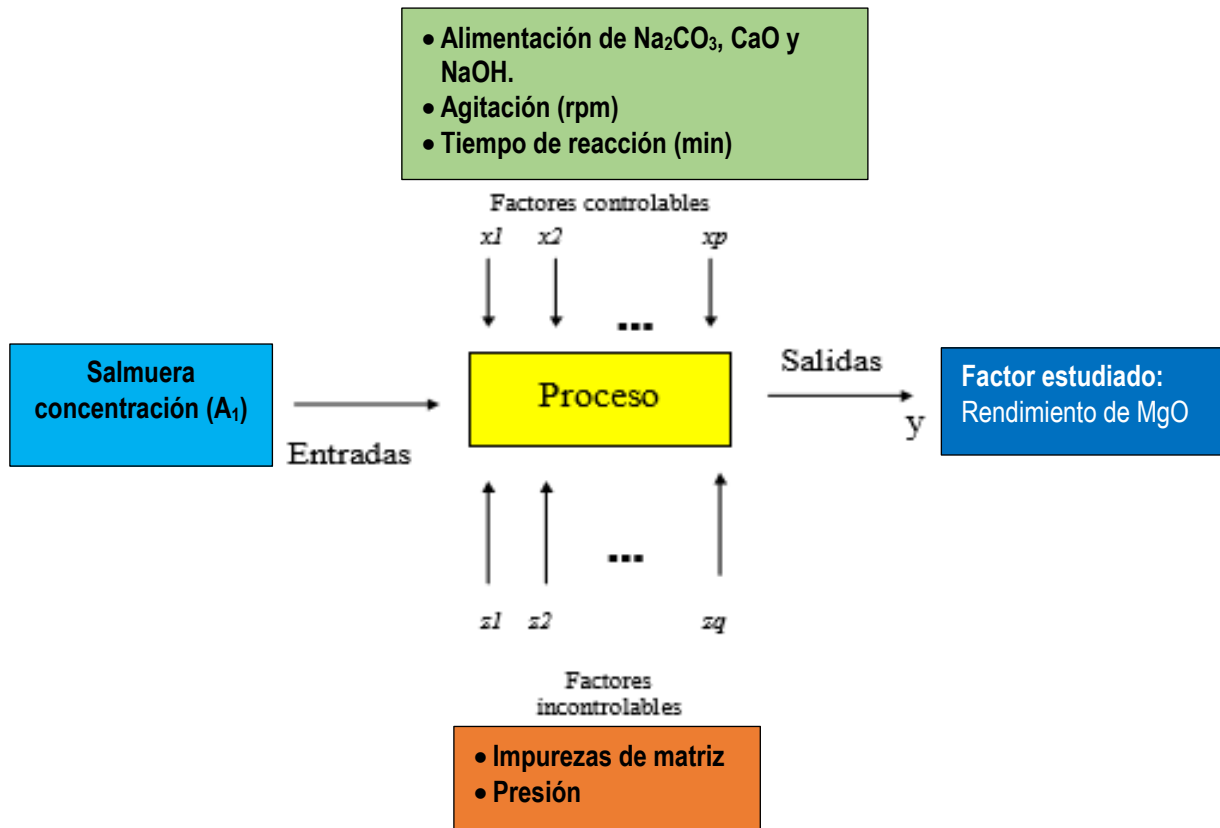 • Alimentación de Na₂CO₃, CaO y
NaOH.
• Agitación (rpm)
• Tiempo de reacción (min)
Factores controlables
x1 x2 xp
...
Salmuera
concentración (A₁)
Entradas
Proceso
Salidas
y
Factor estudiado:
Rendimiento de MgO
...
z1 z2 zq
Factores
incontrolables
• Impurezas de matriz
• Presión